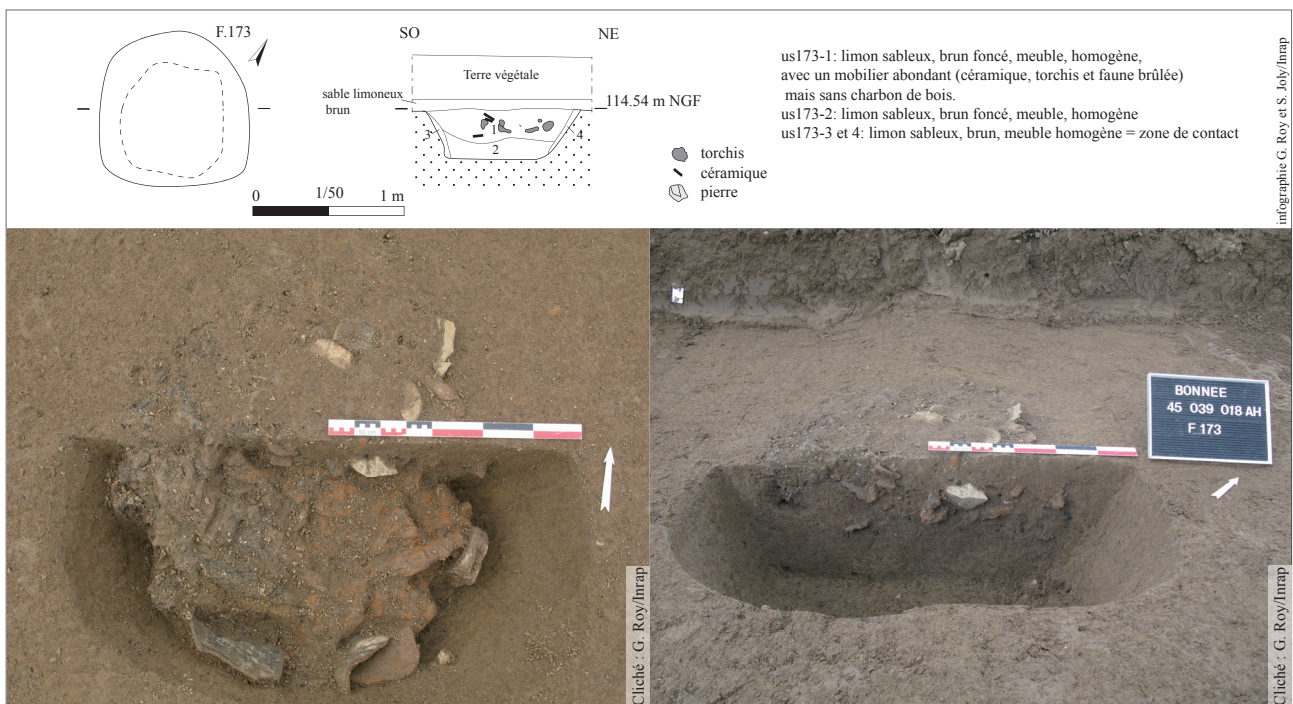 F.173
SO
NE
Terre végétale
sable limoneux
brun
114.54 m NGF
3
1
4
2
torchis
céramique
pierre
0
1/50
1 m
us173-1: limon sableux, brun foncé, meuble, homogène,
avec un mobilier abondant (céramique, torchis et faune brûlée)
mais sans charbon de bois.
us173-2: limon sableux, brun foncé, meuble, homogène
us173-3 et 4: limon sableux, brun, meuble homogène = zone de contact
infographie G. Roy et S. Joly/Inrap
50 cm
Cliché : G. Roy/Inrap
BONNEE
45 039 018 AH
F 173
Cliché : G. Roy/Inrap